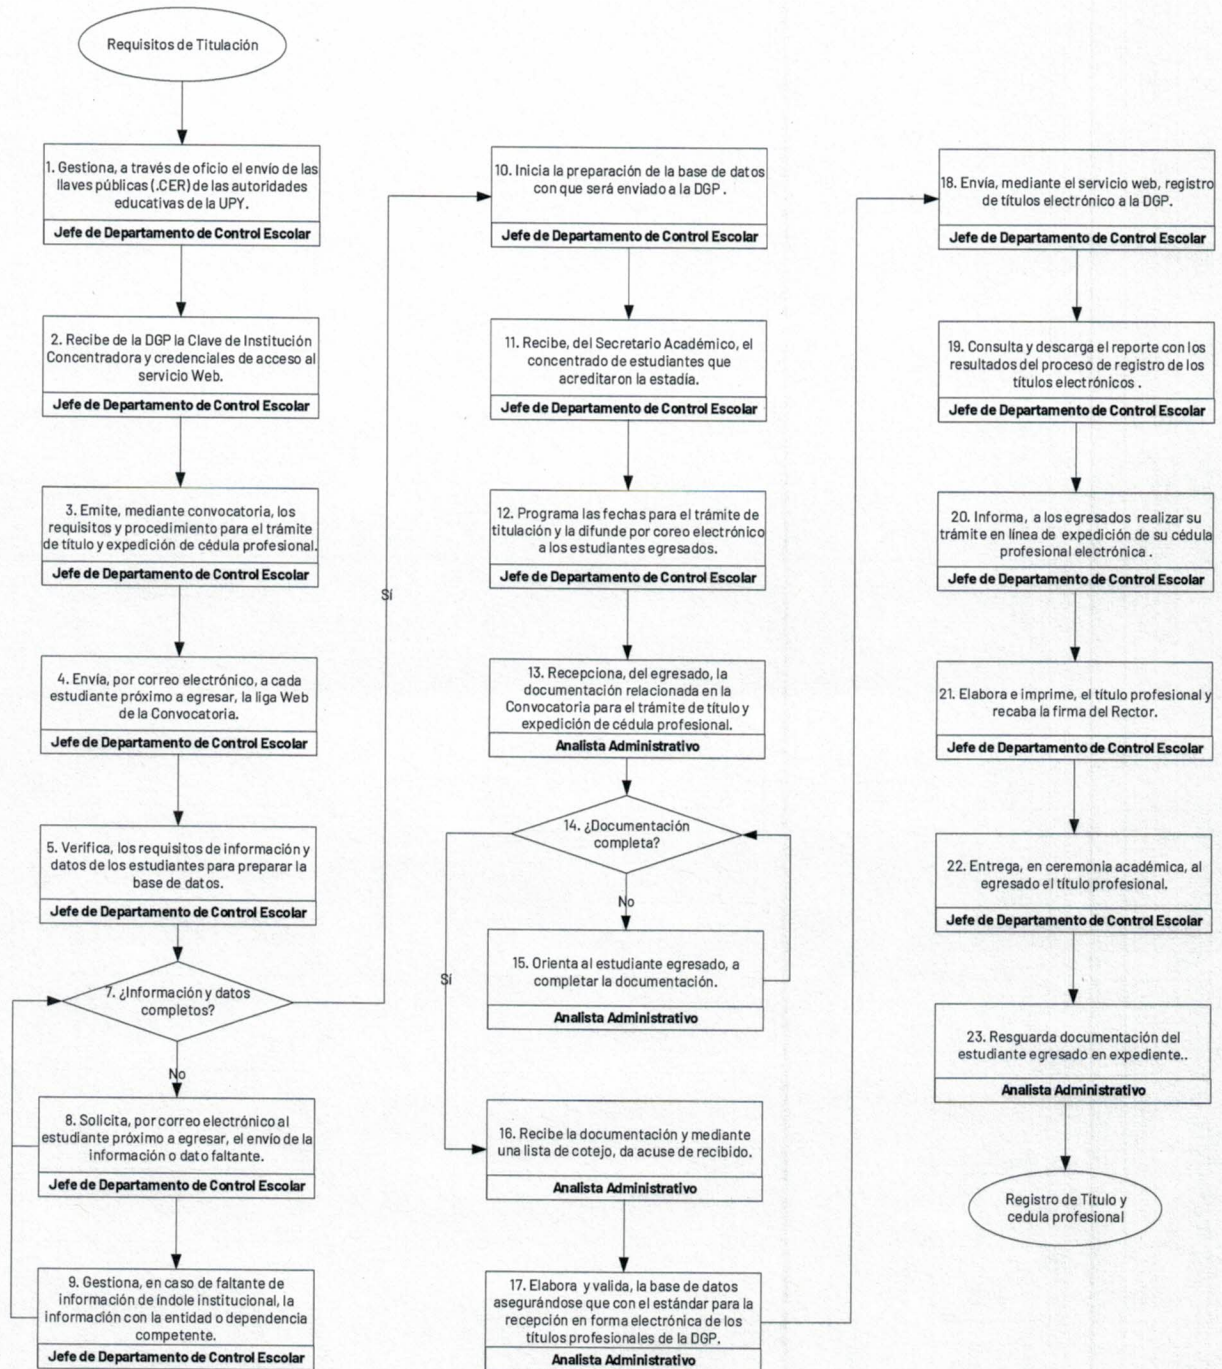 Requisitos de Titulación
1. Gestiona, a través de oficio el envío de las
llaves públicas (.CER) de las autoridades
educativas de la UPY.
Jefe de Departamento de Control Escolar
2. Recibe de la DGP la Clave de Institución
Concentradora y credenciales de acceso al
servicio Web.
Jefe de Departamento de Control Escolar
3. Emite, mediante convocatoria, los
requisitos y procedimiento para el trámite
de título y expedición de cédula profesional.
Jefe de Departamento de Control Escolar
4. Envía, por correo electrónico, a cada
estudiante próximo a egresar, la liga Web
de la Convocatoria.
Jefe de Departamento de Control Escolar
5. Verifica, los requisitos de información y
datos de los estudiantes para preparar la
base de datos.
Jefe de Departamento de Control Escolar
7. ¿Información y datos
completos?
No
Sí
8. Solicita, por correo electrónico al
estudiante próximo a egresar, el envío de la
información o dato faltante.
Jefe de Departamento de Control Escolar
9. Gestiona, en caso de faltante de
información de índole institucional, la
información con la entidad o dependencia
competente.
Jefe de Departamento de Control Escolar
10. Inicia la preparación de la base de datos
con que será enviado a la DGP .
Jefe de Departamento de Control Escolar
11. Recibe, del Secretario Académico, el
concentrado de estudiantes que
acreditaron la estadía.
Jefe de Departamento de Control Escolar
12. Programa las fechas para el trámite de
titulación y la difunde por coreo electrónico
a los estudiantes egresados.
Jefe de Departamento de Control Escolar
13. Recepciona, del egresado, la
documentación relacionada en la
Convocatoria para el trámite de título y
expedición de cédula profesional.
Analista Administrativo
14. ¿Documentación
completa?
No
Sí
15. Orienta al estudiante egresado, a
completar la documentación.
Analista Administrativo
16. Recibe la documentación y mediante
una lista de cotejo, da acuse de recibido.
Analista Administrativo
17. Elabora y valida, la base de datos
asegurándose que con el estándar para la
recepción en forma electrónica de los
títulos profesionales de la DGP.
Analista Administrativo
18. Envía, mediante el servicio web, registro
de títulos electrónico a la DGP.
Jefe de Departamento de Control Escolar
19. Consulta y descarga el reporte con los
resultados del proceso de registro de los
títulos electrónicos .
Jefe de Departamento de Control Escolar
20. Informa, a los egresados realizar su
trámite en línea de expedición de su cédula
profesional electrónica .
Jefe de Departamento de Control Escolar
21. Elabora e imprime, el título profesional y
recaba la firma del Rector.
Jefe de Departamento de Control Escolar
22. Entrega, en ceremonia académica, al
egresado el título profesional.
Jefe de Departamento de Control Escolar
23. Resguarda documentación del
estudiante egresado en expediente..
Analista Administrativo
Registro de Título y
cedula profesional